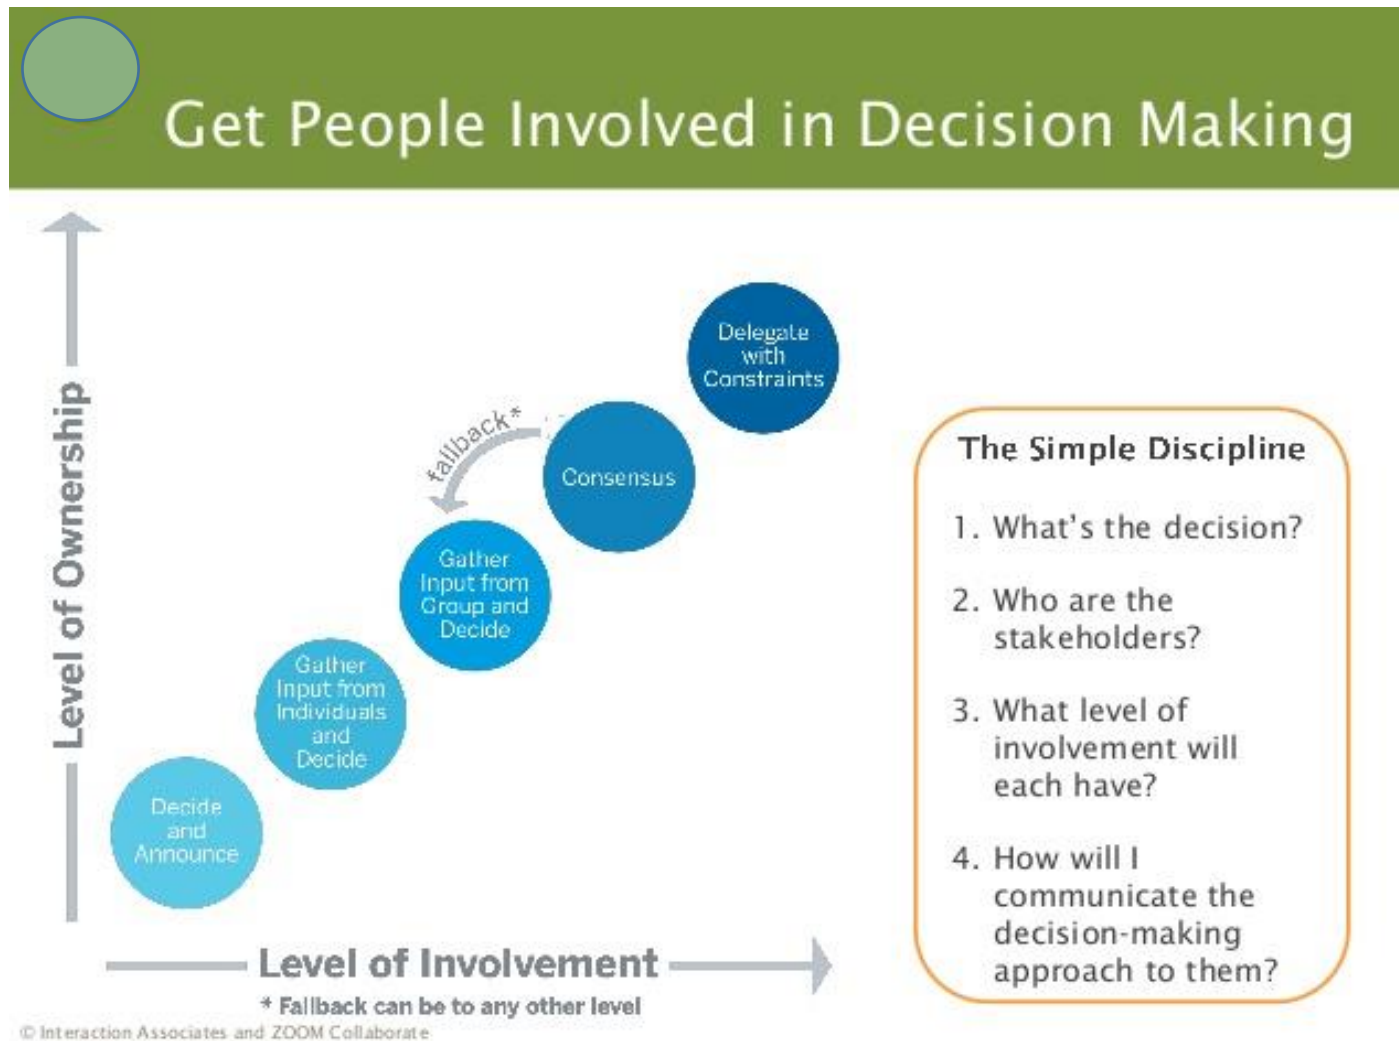 Get People Involved in Decision Making
Level of Ownership
Delegate
with
Constraints
fallback*
Consensus
Gather
Input from
Group and
Decide
Gather
Input from
Individuals
and
Decide
Decide
and
Announce
Level of Involvement
* Fallback can be to any other level
© Interaction Associates and ZOOM Collaborate
The Simple Discipline
1. What's the decision?
2. Who are the
stakeholders?
3. What level of
involvement will
each have?
4. How will I
communicate the
decision-making
approach to them?